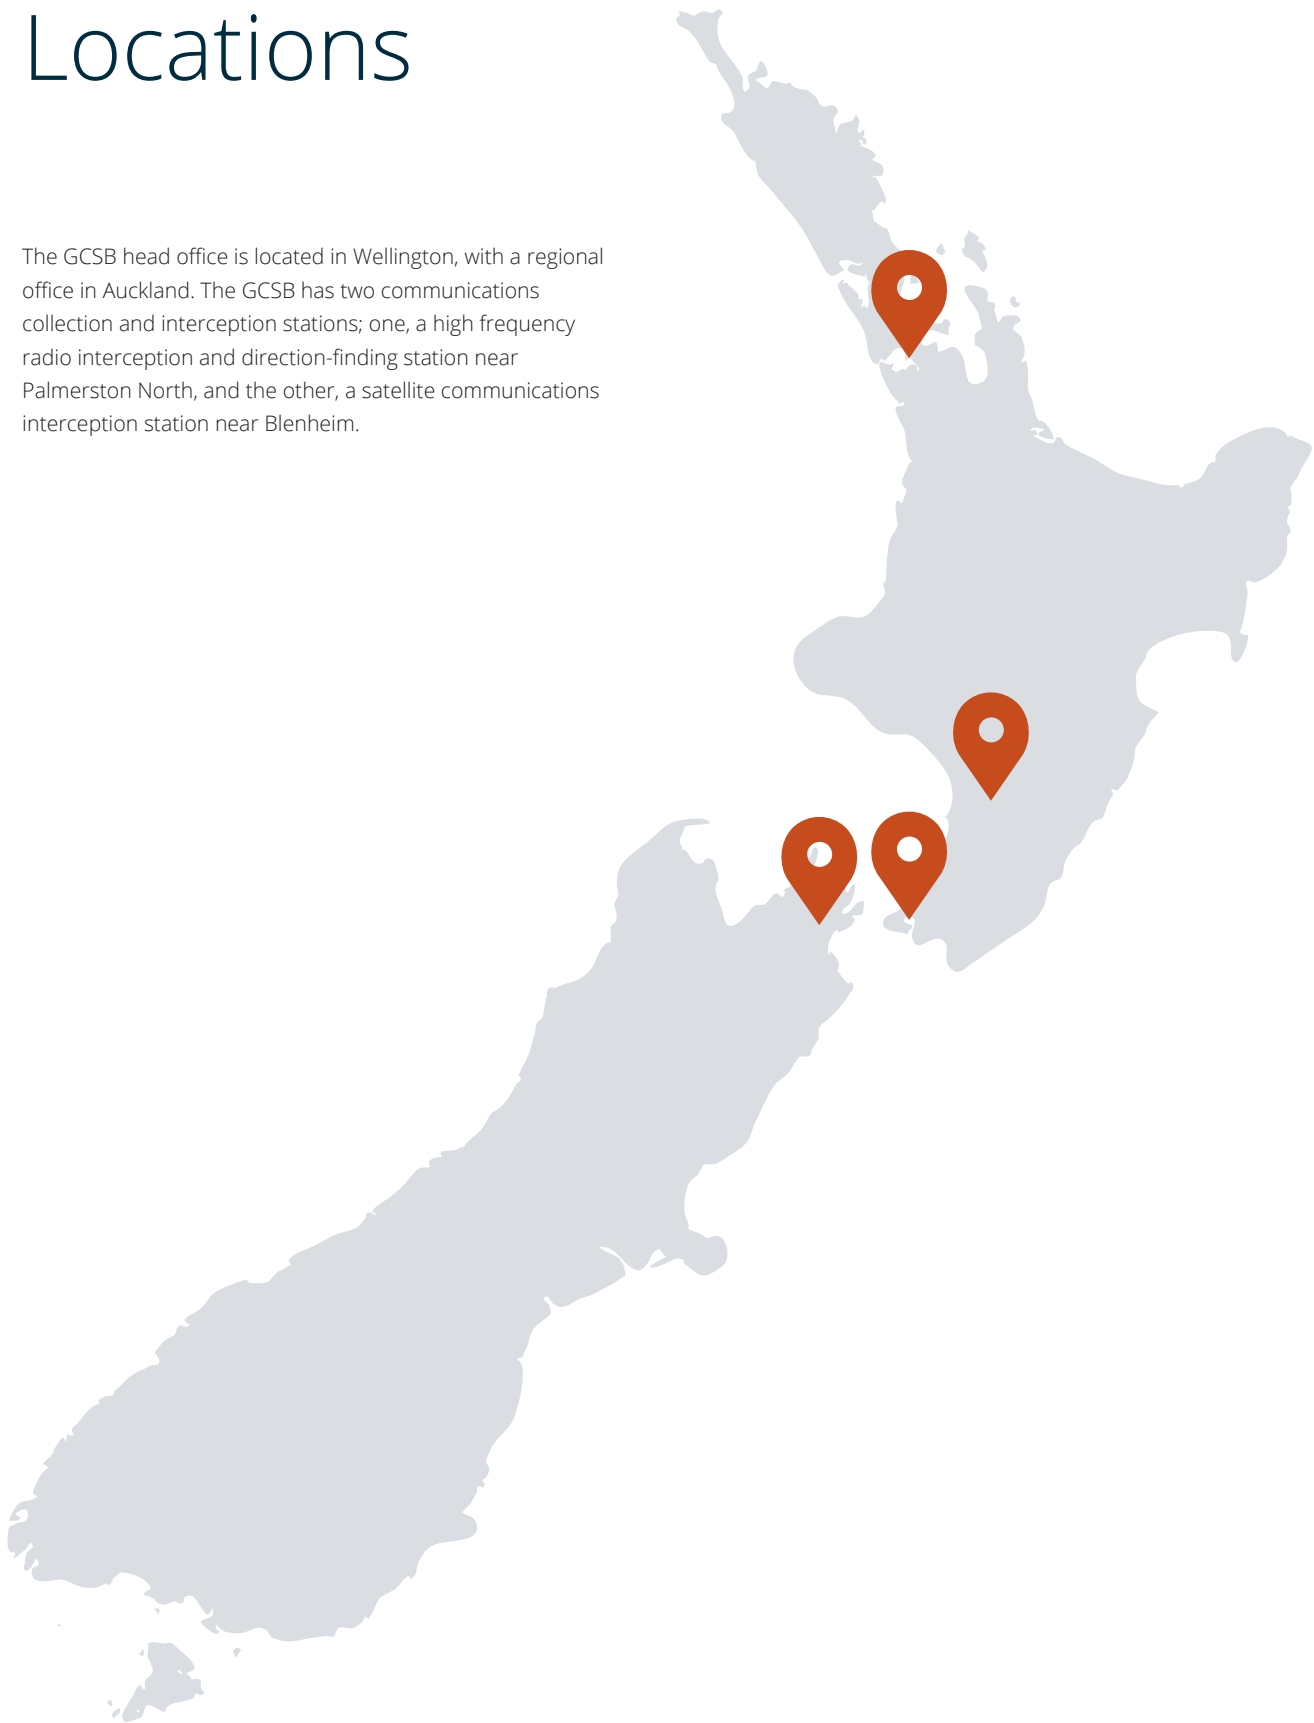 Locations
The GCSB head office is located in Wellington, with a regional
office in Auckland. The GCSB has two communications
collection and interception stations; one, a high frequency
radio interception and direction-finding station near
Palmerston North, and the other, a satellite communications
interception station near Blenheim.